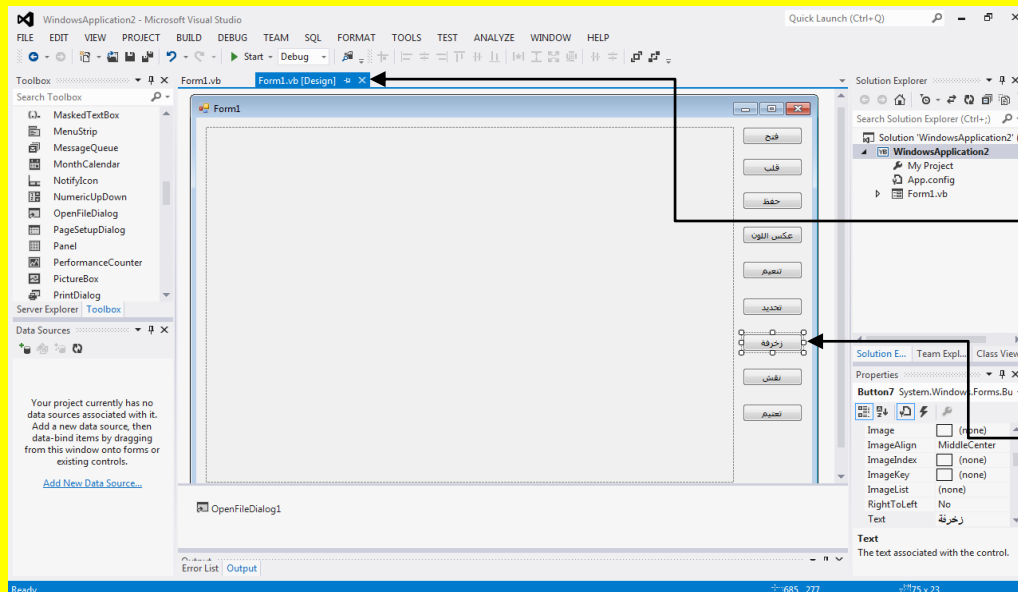 WindowsApplication2 - Microsoft Visual Studio
Quick Launch (Ctrl+Q)
FILE EDIT VIEW PROJECT BUILD DEBUG TEAM SQL FORMAT TOOLS TEST ANALYZE WINDOW HELP
Start Debug
Toolbox
Search Toolbox
MaskedTextBox
MenuStrip
MessageQueue
MonthCalendar
NotifyIcon
NumericUpDown
OpenFileDialog
PageSetupDialog
Panel
PerformanceCounter
PictureBox
PrintDialog
Server Explorer Toolbox
Data Sources
Your project currently has no
data sources associated with it.
Add a new data source, then
data-bind items by dragging
from this window onto forms or
existing controls.
Add New Data Source...
Form1.vb Form1.vb [Design]
Form1
فتح
قلب
حفظ
عكس اللون
تنعيم
تحديد
زخرفة
نقش
تعتيم
OpenFileDialog1
Output
Error List Output
Solution Explorer
Search Solution Explorer (Ctrl+;)
Solution 'WindowsApplication2' (
VB WindowsApplication2
My Project
App.config
Form1.vb
Solution E... Team Expl... Class View
Properties
Button7 System.Windows.Forms.Bu
Image (none)
ImageAlign MiddleCenter
ImageIndex (none)
ImageKey (none)
ImageList (none)
RightToLeft No
Text زخرفة
Text
The text associated with the control.
Ready 685, 277 75 x 23